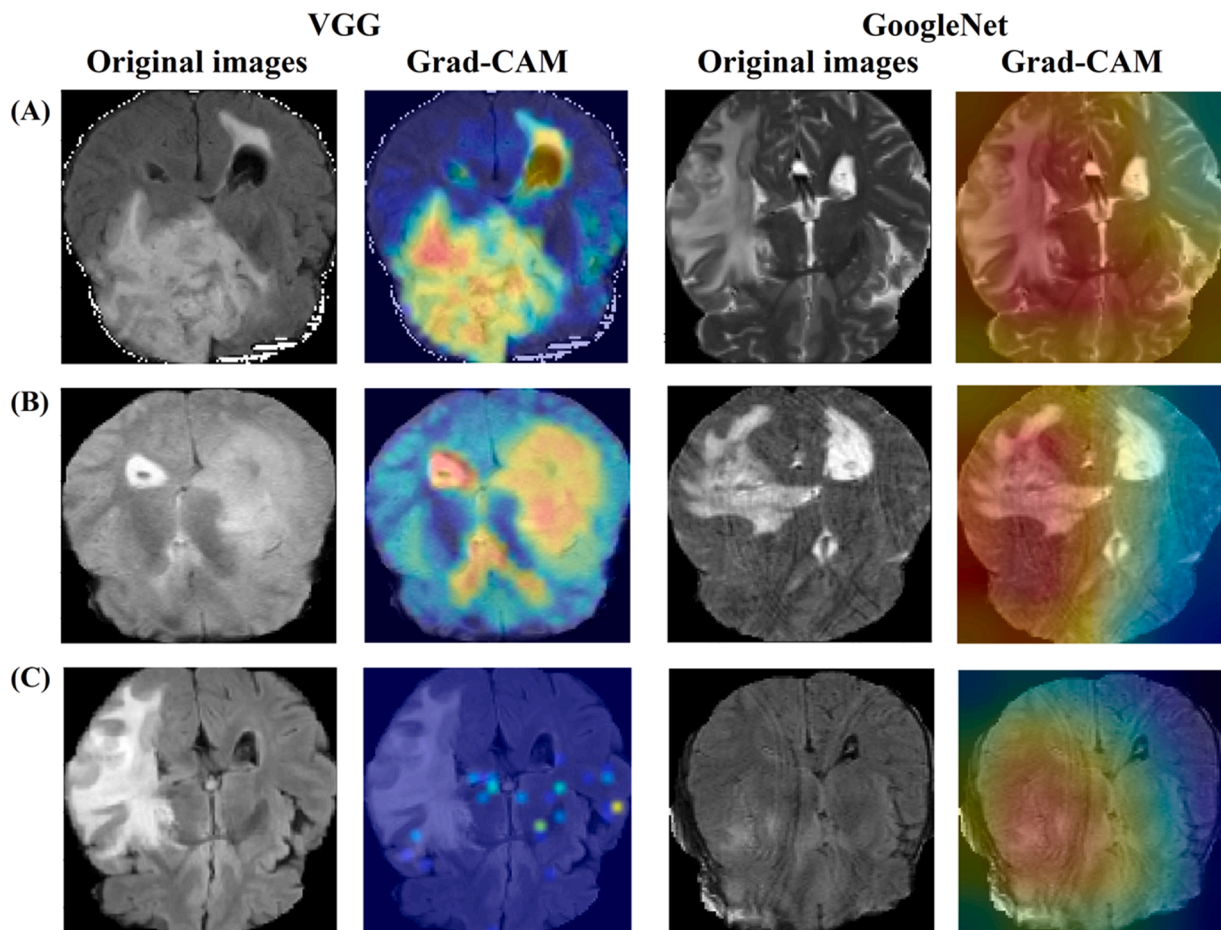 VGG
GoogleNet
Original images
Grad-CAM
Original images
Grad-CAM
(A)
(B)
(C)